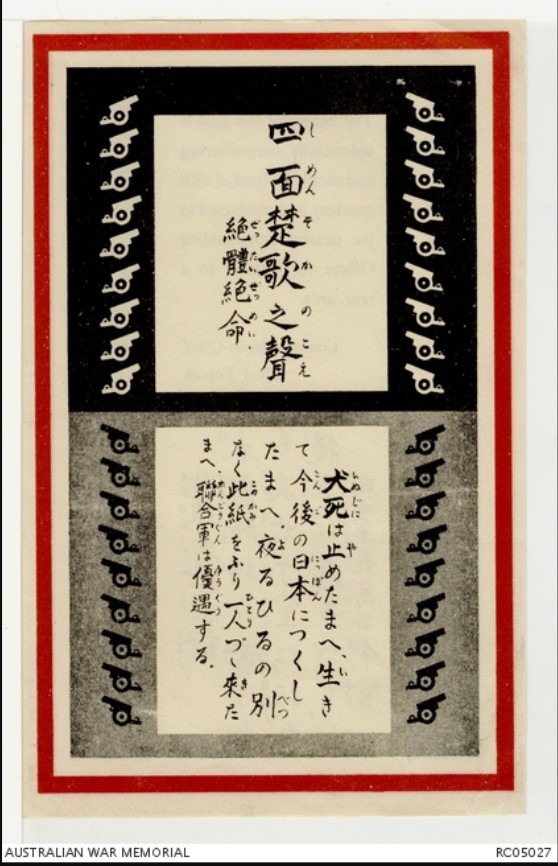 四面楚歌之聲
絶體絶命
犬死は止めたまへ、生き
て今後の日本につくし
たまへ、夜るひるの別
なく此紙をふり一人づゝ來た
まへ、聯合軍は優遇する。
AUSTRALIAN WAR MEMORIAL
RC05027